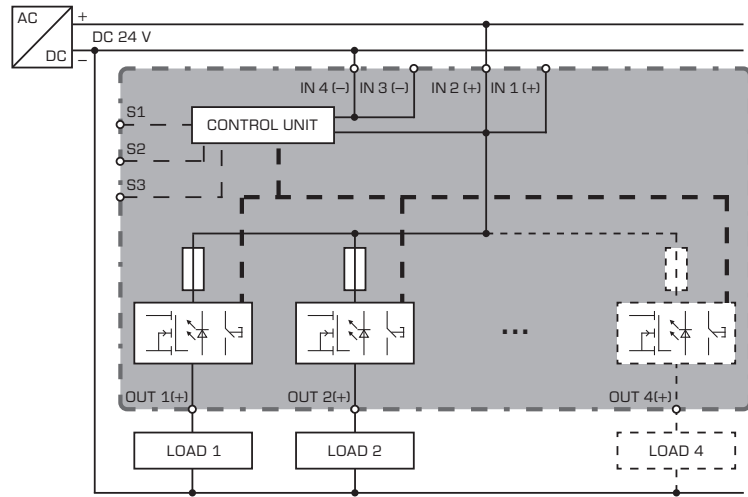 AC
+
DC 24 V
DC
–
IN 4 (–) IN 3 (–) IN 2 (+) IN 1 (+)
S1
CONTROL UNIT
S2
S3
...
OUT 1(+) OUT 2(+) OUT 4(+)
LOAD 1 LOAD 2 LOAD 4